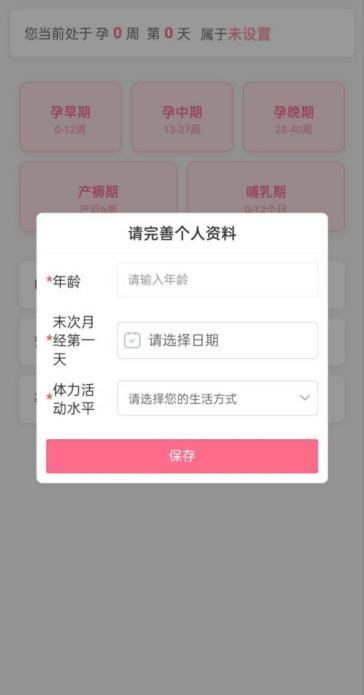 您当前处于 孕 0 周 第 0 天 属于未设置
孕早期
0-12周
孕中期
13-27周
孕晚期
28-40周
产褥期
产后6周
哺乳期
0-12个月
请完善个人资料
*年龄
请输入年龄
末次月
*经第一
天
请选择日期
体力活
*动水平
请选择您的生活方式
保存